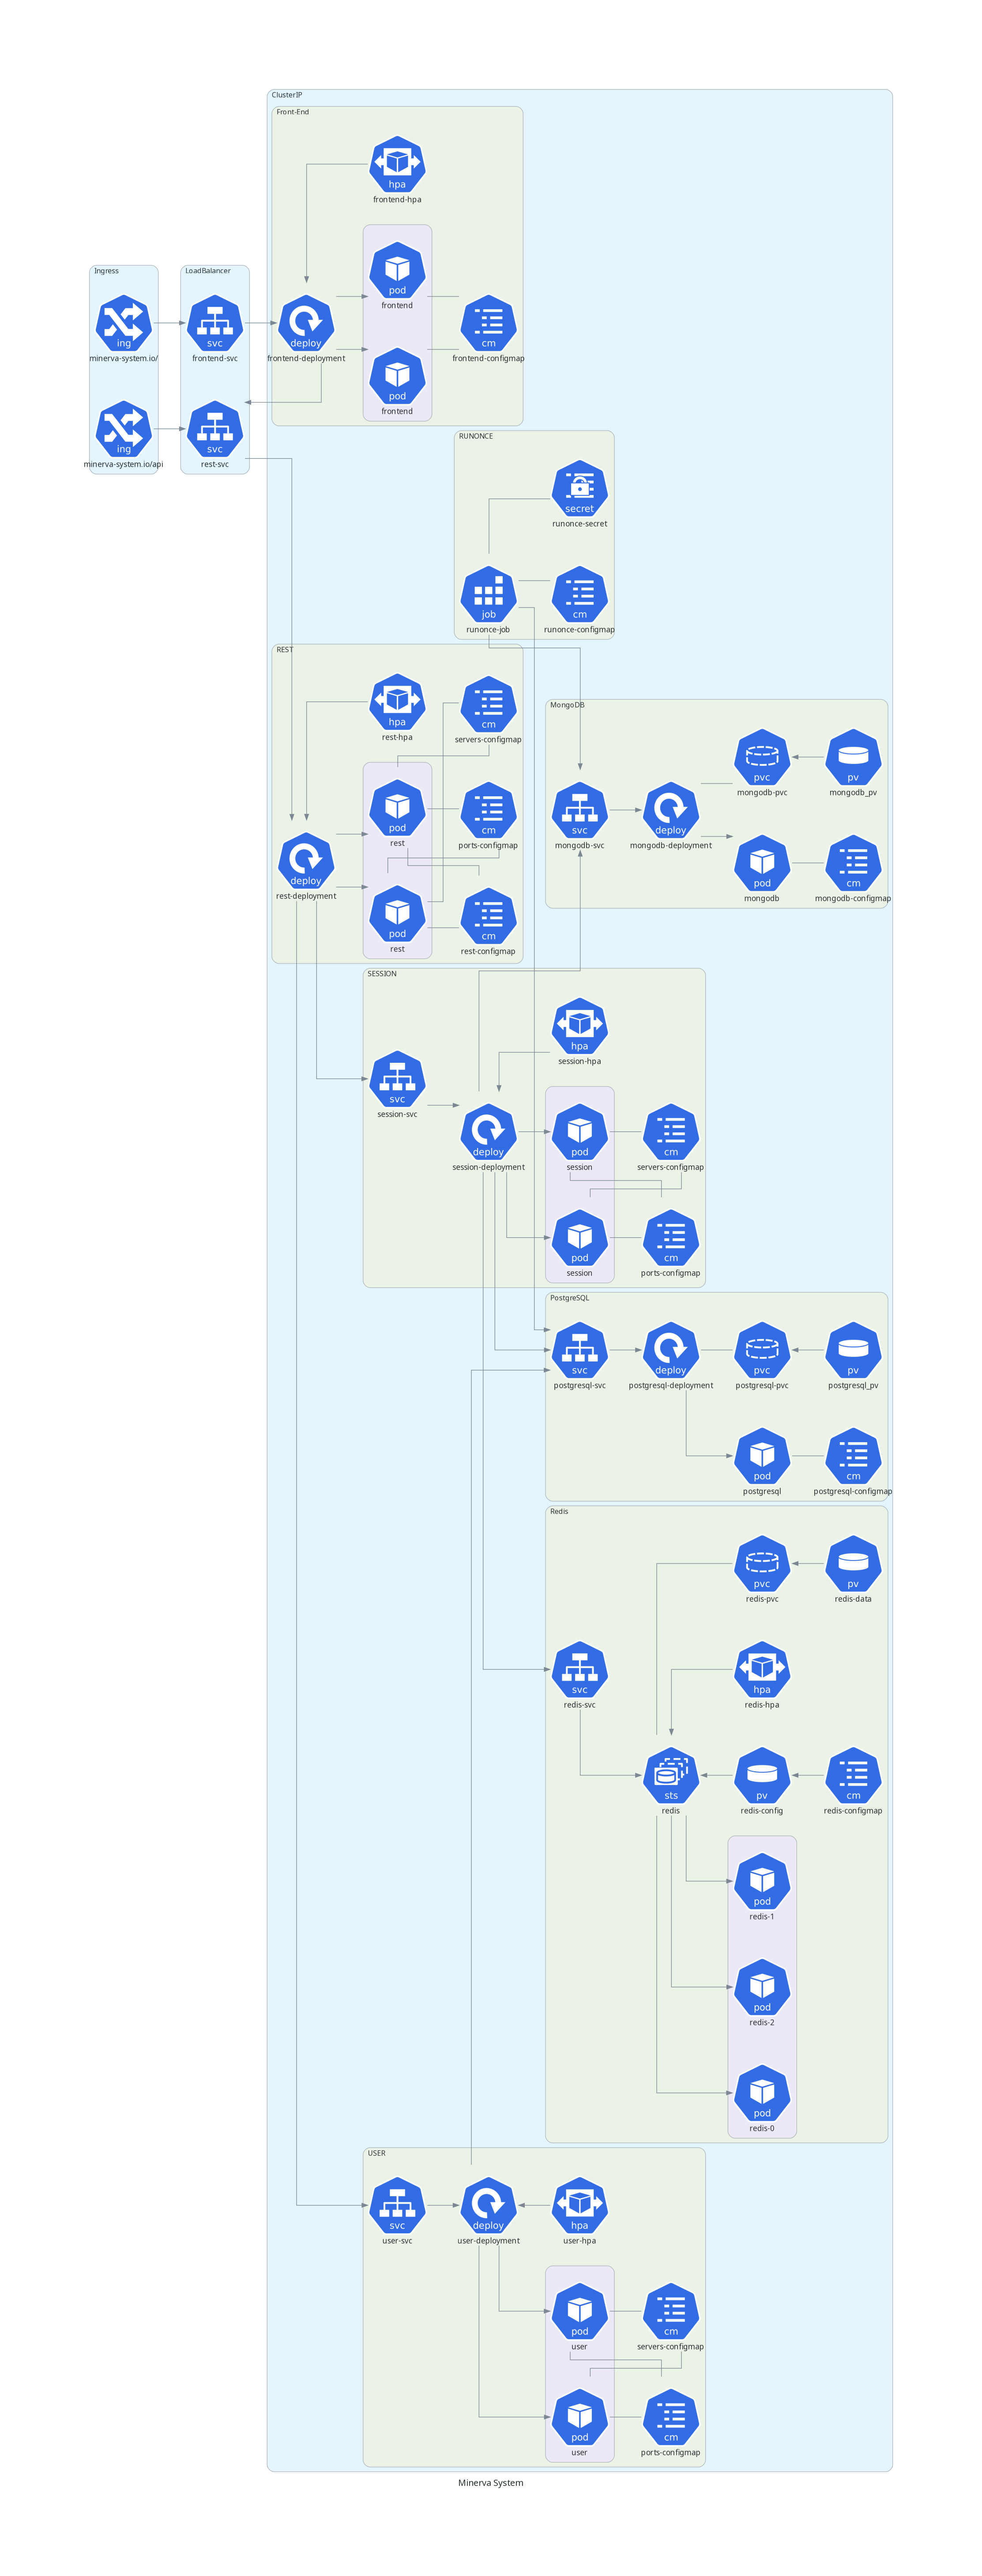 ClusterIP
Front-End
hpa
frontend-hpa
pod
frontend
Ingress
LoadBalancer
ing
minerva-system.io/
svc
frontend-svc
deploy
frontend-deployment
cm
frontend-configmap
pod
frontend
ing
minerva-system.io/api
svc
rest-svc
RUNONCE
secret
runonce-secret
job
runonce-job
cm
runonce-configmap
REST
hpa
rest-hpa
cm
servers-configmap
pod
rest
cm
ports-configmap
deploy
rest-deployment
pod
rest
cm
rest-configmap
MongoDB
pvc
mongodb-pvc
pv
mongodb_pv
svc
mongodb-svc
deploy
mongodb-deployment
pod
mongodb
cm
mongodb-configmap
SESSION
hpa
session-hpa
svc
session-svc
deploy
session-deployment
pod
session
cm
servers-configmap
pod
session
cm
ports-configmap
PostgreSQL
svc
postgresql-svc
deploy
postgresql-deployment
pvc
postgresql-pvc
pv
postgresql_pv
pod
postgresql
cm
postgresql-configmap
Redis
pvc
redis-pvc
pv
redis-data
svc
redis-svc
hpa
redis-hpa
sts
redis
pv
redis-config
cm
redis-configmap
pod
redis-1
pod
redis-2
pod
redis-0
USER
svc
user-svc
deploy
user-deployment
hpa
user-hpa
pod
user
cm
servers-configmap
pod
user
cm
ports-configmap
Minerva System